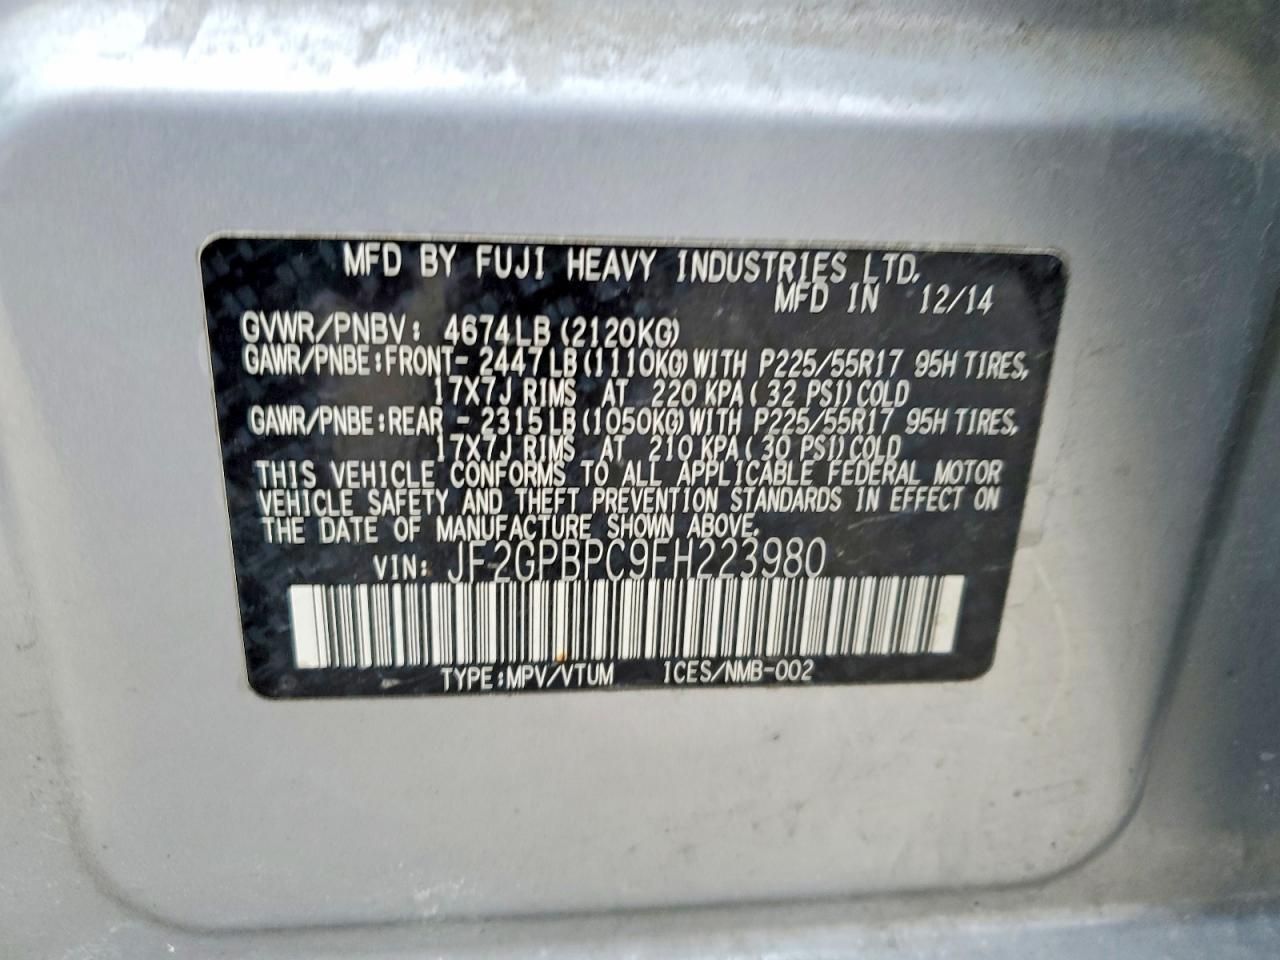 MFD BY FUJI HEAVY INDUSTRIES LTD.
MFD IN 12/14
GVWR/PNBV: 4674LB (2120KG)
GAWR/PNBE:FRONT- 2447LB (1110KG) WITH P225/55R17 95H TIRES,
17X7J RIMS AT 220 KPA (32 PSI) COLD
GAWR/PNBE:REAR - 2315LB (1050KG) WITH P225/55R17 95H TIRES,
17X7J RIMS AT 210 KPA (30 PSI) COLD
THIS VEHICLE CONFORMS TO ALL APPLICABLE FEDERAL MOTOR
VEHICLE SAFETY AND THEFT PREVENTION STANDARDS IN EFFECT ON
THE DATE OF MANUFACTURE SHOWN ABOVE.
VIN: JF2GPBPC9FH223980
TYPE:MPV/VTUM ICES/NMB-002